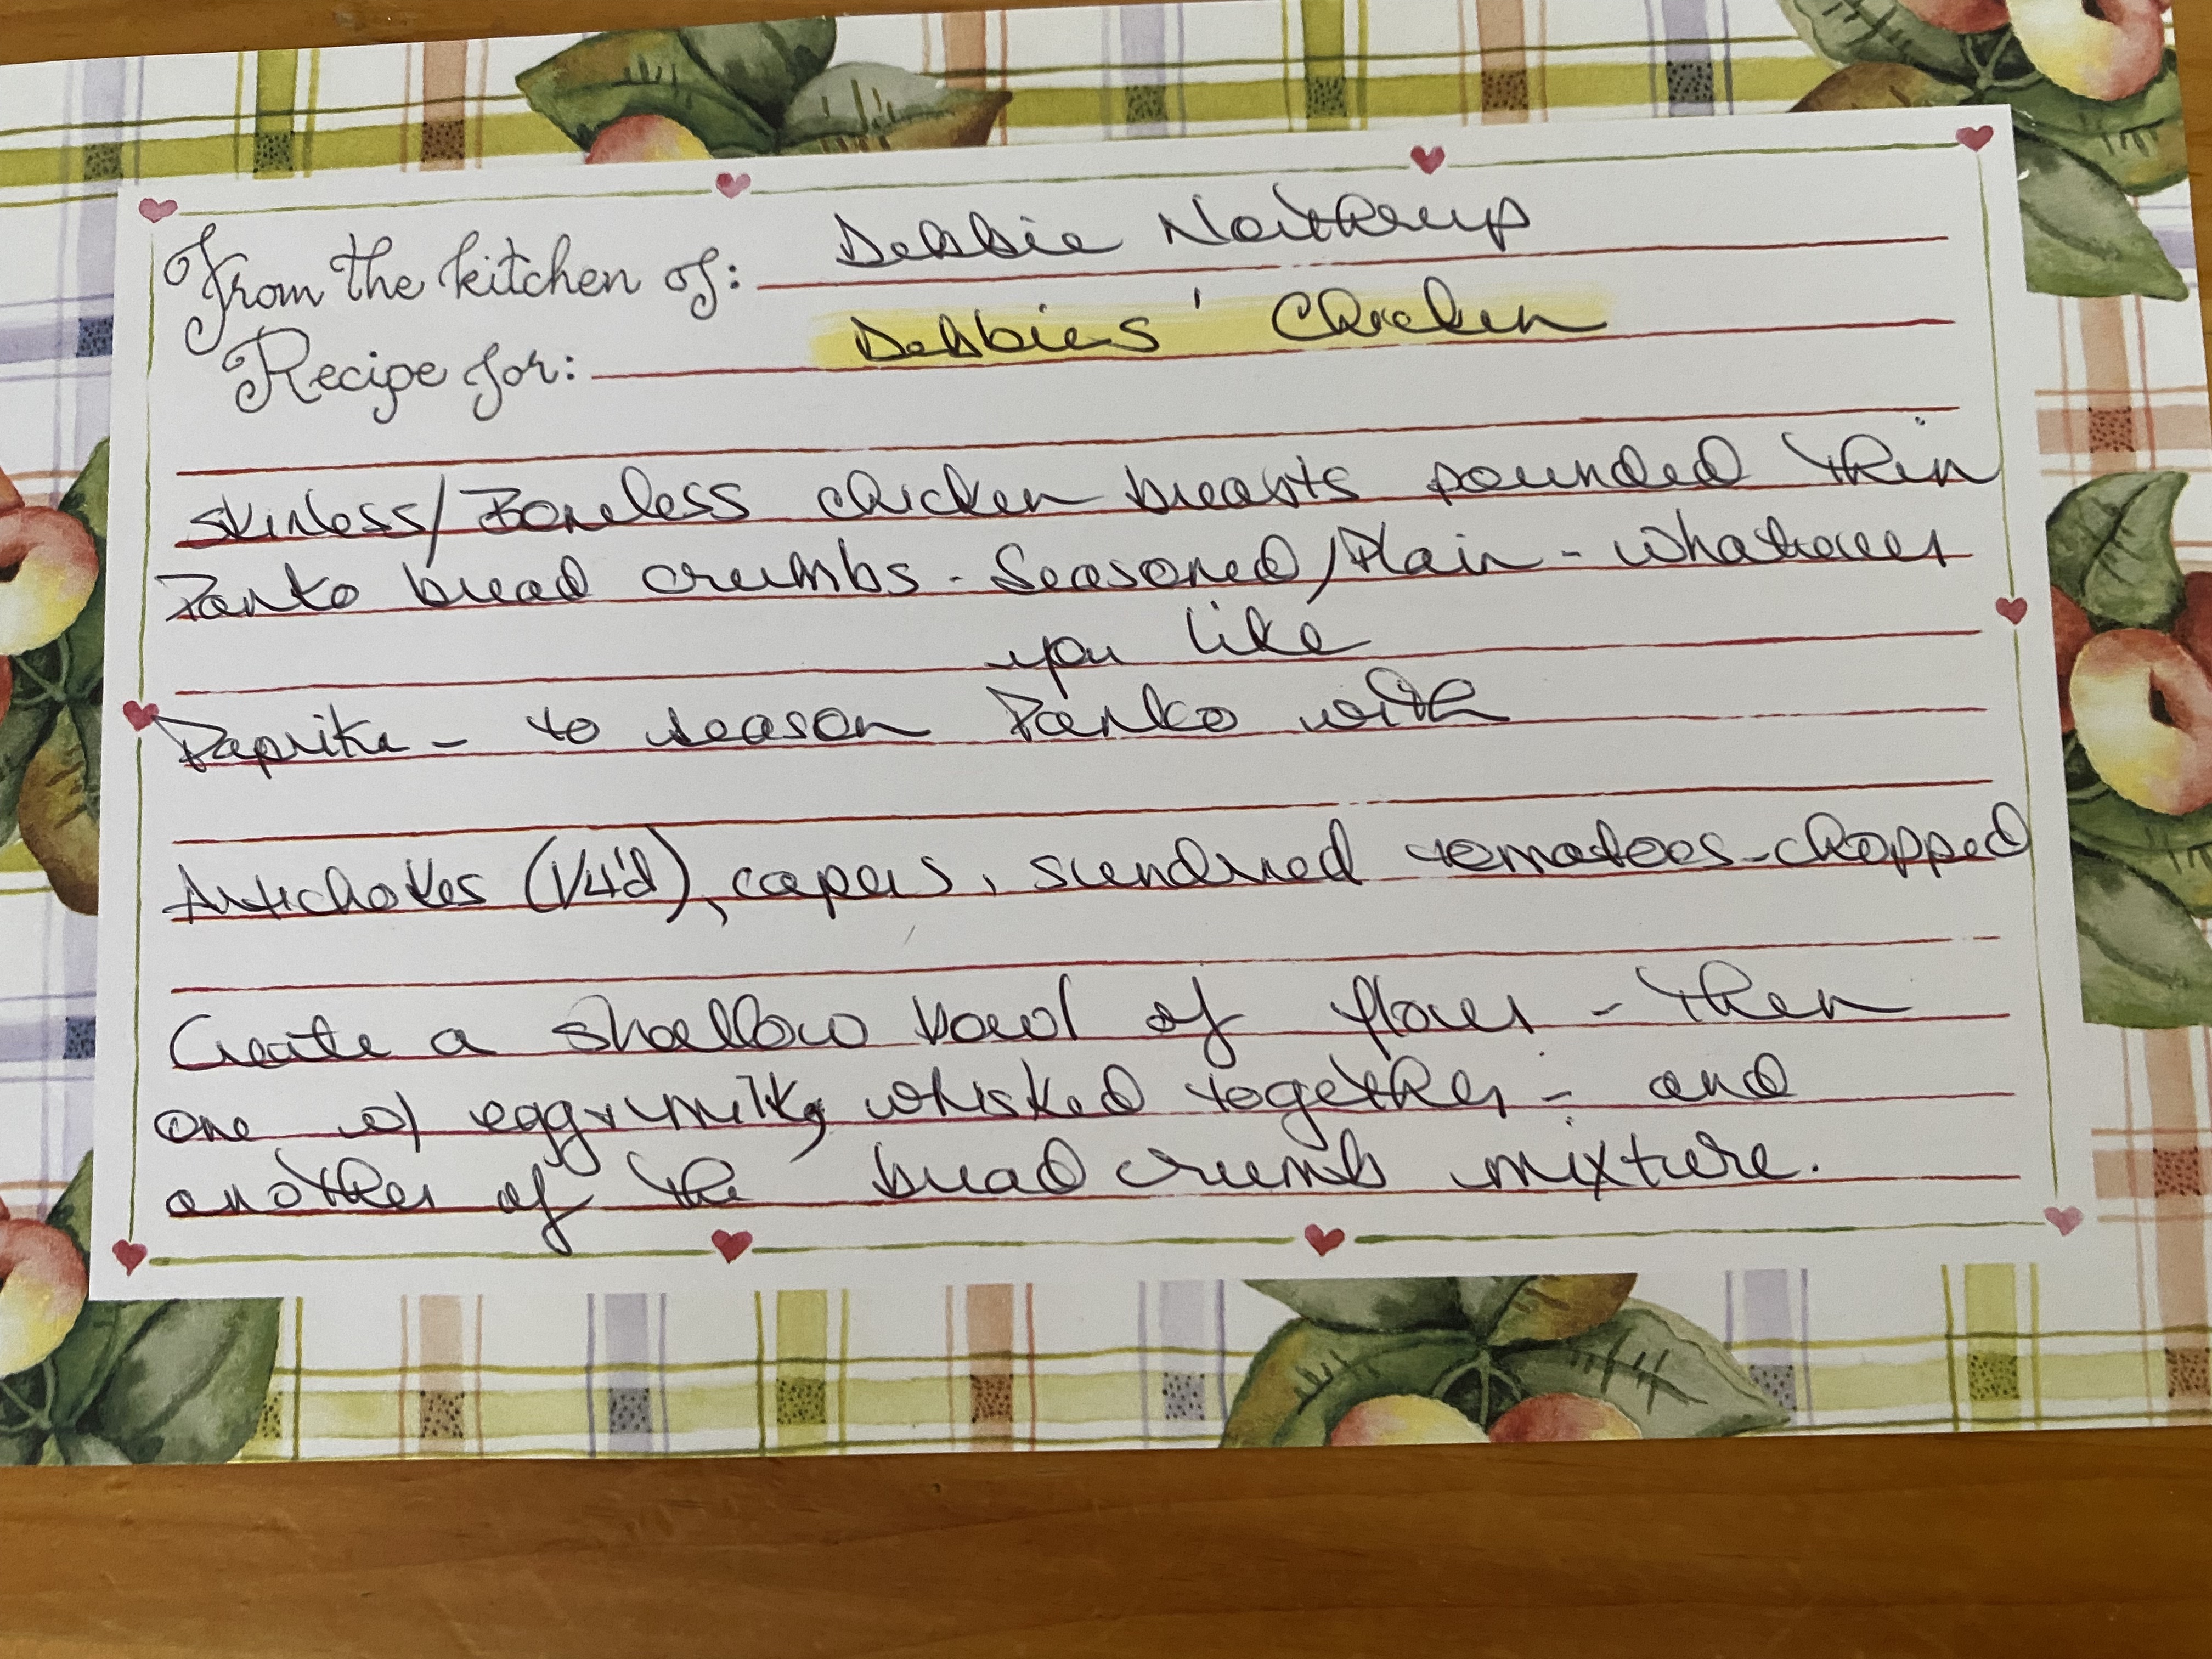 From the kitchen of: Debbie Northrup
Recipe for: Debbies' Chicken
Skinless/Boneless chicken breasts pounded thin
Panko bread crumbs - Seasoned/Plain - whatever
you like
Paprika - to season Panko with
Artichokes (1/4'd), capers, sundried tomatoes - chopped
Create a shallow bowl of flour - then
one w/ egg + milk, whisked together - and
another of the bread crumb mixture.